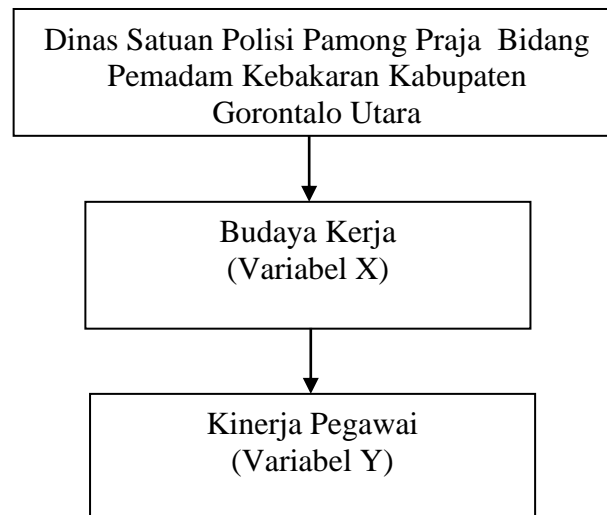 Dinas Satuan Polisi Pamong Praja Bidang
Pemadam Kebakaran Kabupaten
Gorontalo Utara
Budaya Kerja
(Variabel X)
Kinerja Pegawai
(Variabel Y)